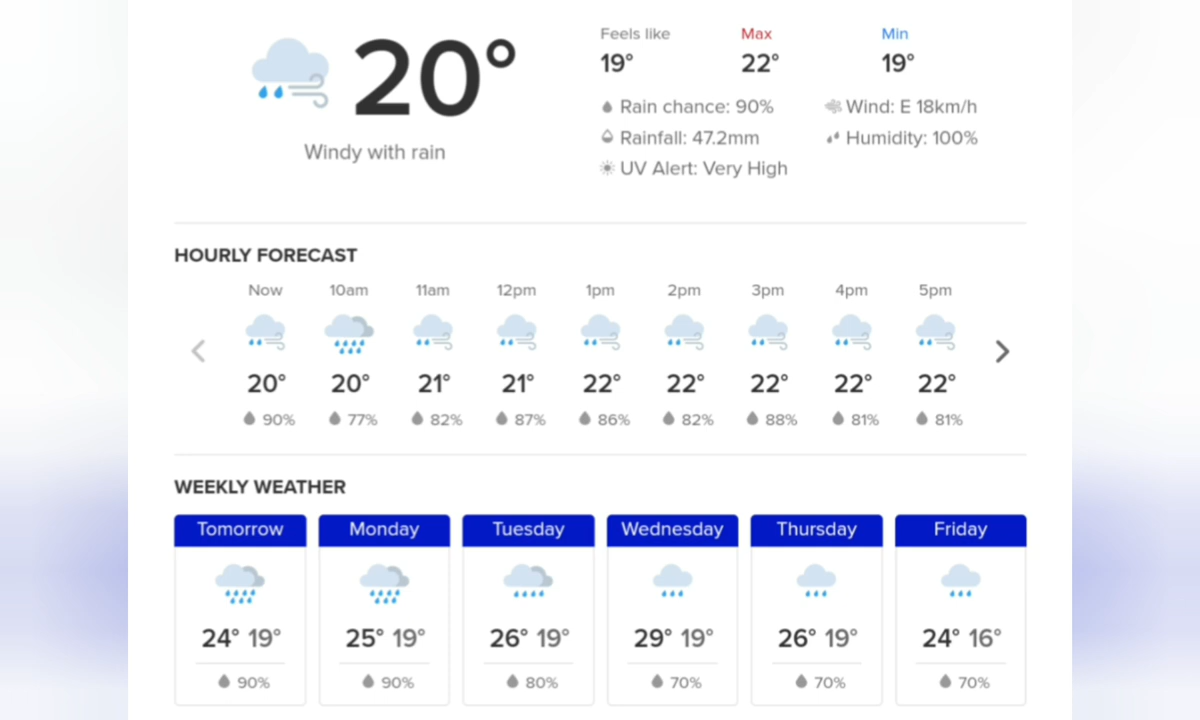 20°
Windy with rain
Feels like Max Min
19° 22° 19°
Rain chance: 90% Wind: E 18km/h
Rainfall: 47.2mm Humidity: 100%
UV Alert: Very High
HOURLY FORECAST
Now 10am 11am 12pm 1pm 2pm 3pm 4pm 5pm
20° 20° 21° 21° 22° 22° 22° 22° 22°
90% 77% 82% 87% 86% 82% 88% 81% 81%
WEEKLY WEATHER
Tomorrow Monday Tuesday Wednesday Thursday Friday
24° 19° 25° 19° 26° 19° 29° 19° 26° 19° 24° 16°
90% 90% 80% 70% 70% 70%